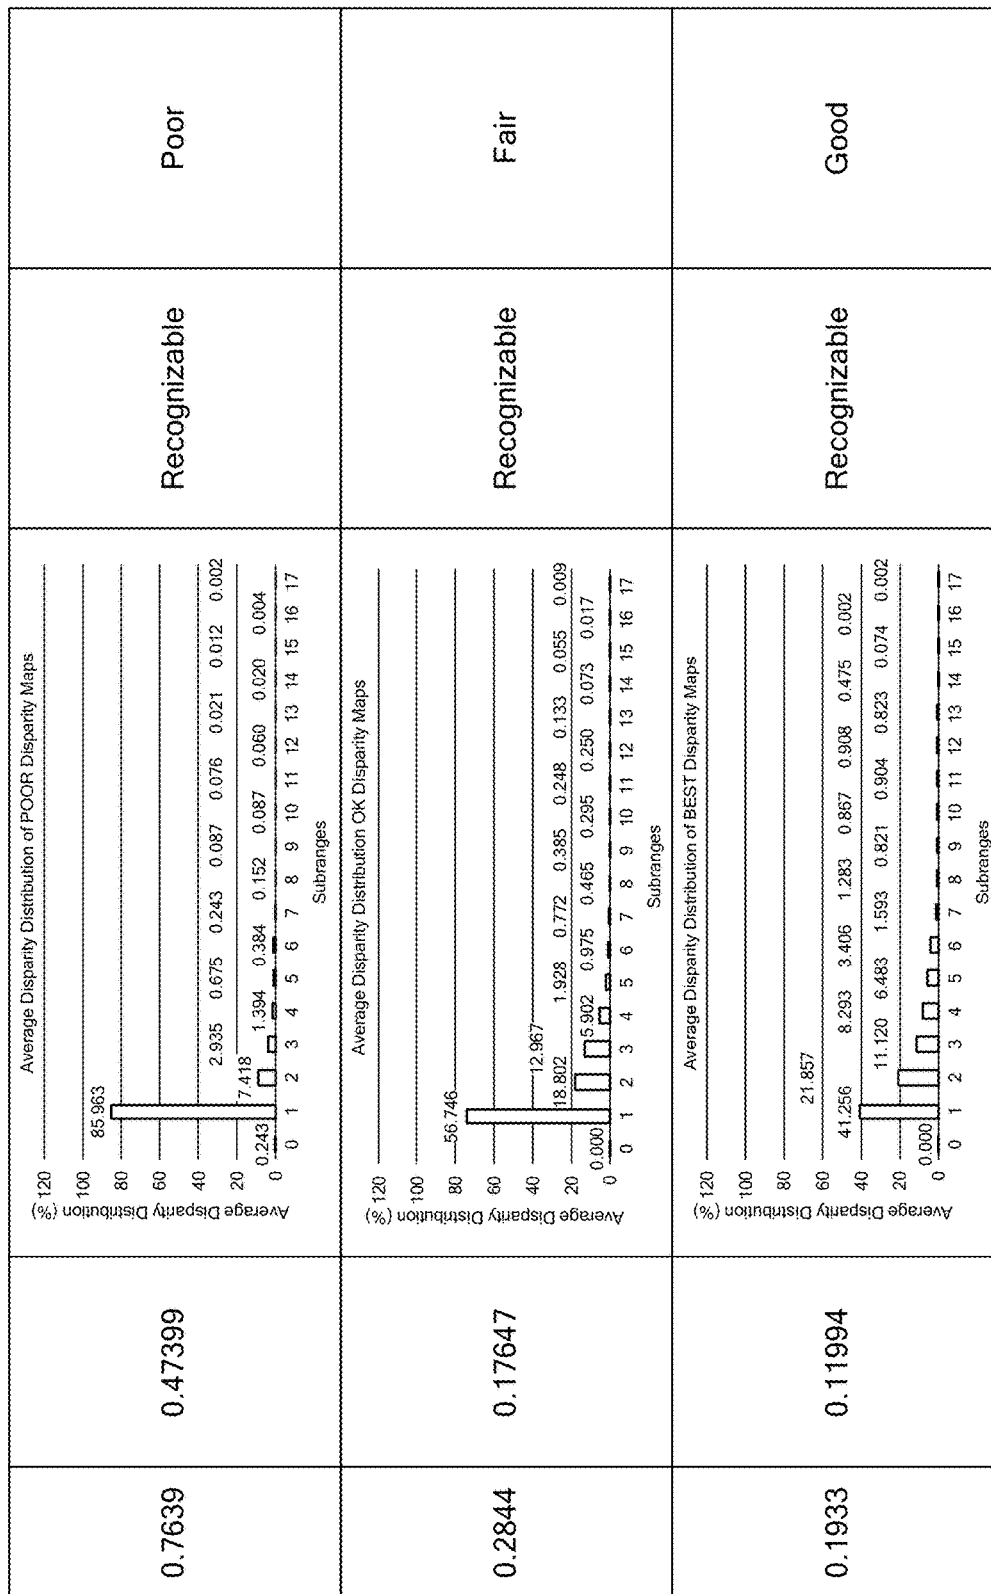 0.7639
0.47399
Average Disparity Distribution of POOR Disparity Maps
Average Disparity Distribution (%)
120
100
80
60
40
20
0
85.963
2.935 0.675 0.243 0.087 0.076 0.021 0.012 0.002
0.243 7.418 1.394 0.384 0.152 0.087 0.060 0.020 0.004
0 1 2 3 4 5 6 7 8 9 10 11 12 13 14 15 16 17
Subranges
Recognizable
Poor
0.2844
0.17647
Average Disparity Distribution OK Disparity Maps
Average Disparity Distribution (%)
120
100
80
60
40
20
0
56.746
12.967 1.928 0.772 0.385 0.248 0.133 0.055 0.009
0.000 18.802 5.902 0.975 0.465 0.295 0.250 0.073 0.017
0 1 2 3 4 5 6 7 8 9 10 11 12 13 14 15 16 17
Subranges
Recognizable
Fair
0.1933
0.11994
Average Disparity Distribution of BEST Disparity Maps
Average Disparity Distribution (%)
120
100
80
60
40
20
0
21.857
41.256 8.293 3.406 1.283 0.857 0.908 0.475 0.002
0.000 11.120 6.483 1.593 0.821 0.904 0.823 0.074 0.002
0 1 2 3 4 5 6 7 8 9 10 11 12 13 14 15 16 17
Subranges
Recognizable
Good